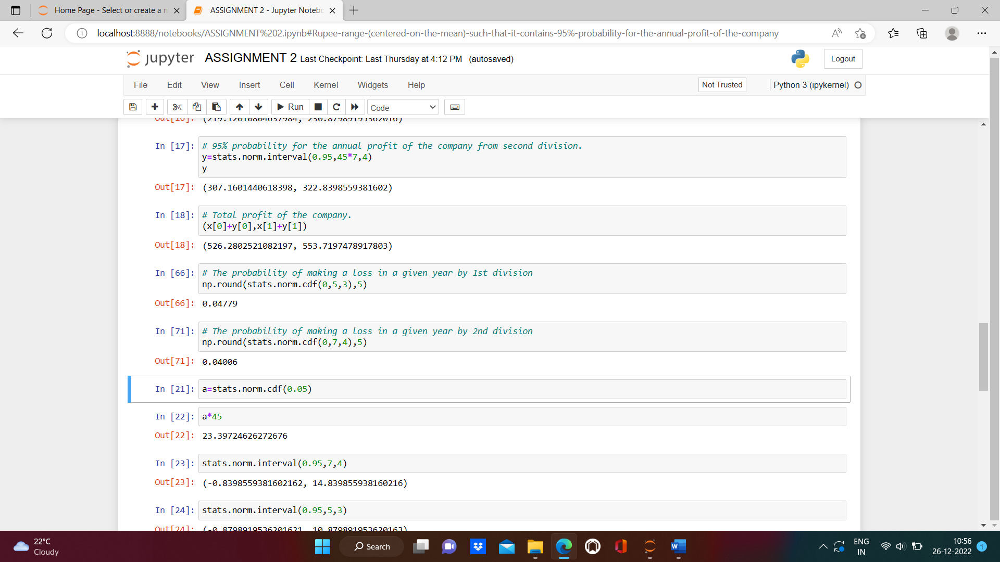 Home Page - Select or create a n
ASSIGNMENT 2 - Jupyter Notebo
localhost:8888/notebooks/ASSIGNMENT%202.ipynb#Rupee-range-(centered-on-the-mean)-such-that-it-contains-95%-probability-for-the-annual-profit-of-the-company
jupyter ASSIGNMENT 2 Last Checkpoint: Last Thursday at 4:12 PM (autosaved)
Logout
File Edit View Insert Cell Kernel Widgets Help
Not Trusted
Python 3 (ipykernel)
Run
Code
Out[16]: (219.12010804637984, 230.87989195362016)
In [17]: # 95% probability for the annual profit of the company from second division.
y=stats.norm.interval(0.95,45*7,4)
y
Out[17]: (307.1601440618398, 322.8398559381602)
In [18]: # Total profit of the company.
(x[0]+y[0],x[1]+y[1])
Out[18]: (526.2802521082197, 553.7197478917803)
In [66]: # The probability of making a loss in a given year by 1st division
np.round(stats.norm.cdf(0,5,3),5)
Out[66]: 0.04779
In [71]: # The probability of making a loss in a given year by 2nd division
np.round(stats.norm.cdf(0,7,4),5)
Out[71]: 0.04006
In [21]: a=stats.norm.cdf(0.05)
In [22]: a*45
Out[22]: 23.39724626272676
In [23]: stats.norm.interval(0.95,7,4)
Out[23]: (-0.8398559381602162, 14.839855938160216)
In [24]: stats.norm.interval(0.95,5,3)
Out[24]: (-0.8798919536201621, 10.879891953620163)
22°C
Cloudy
Search
ENG
IN
10:56
26-12-2022
1